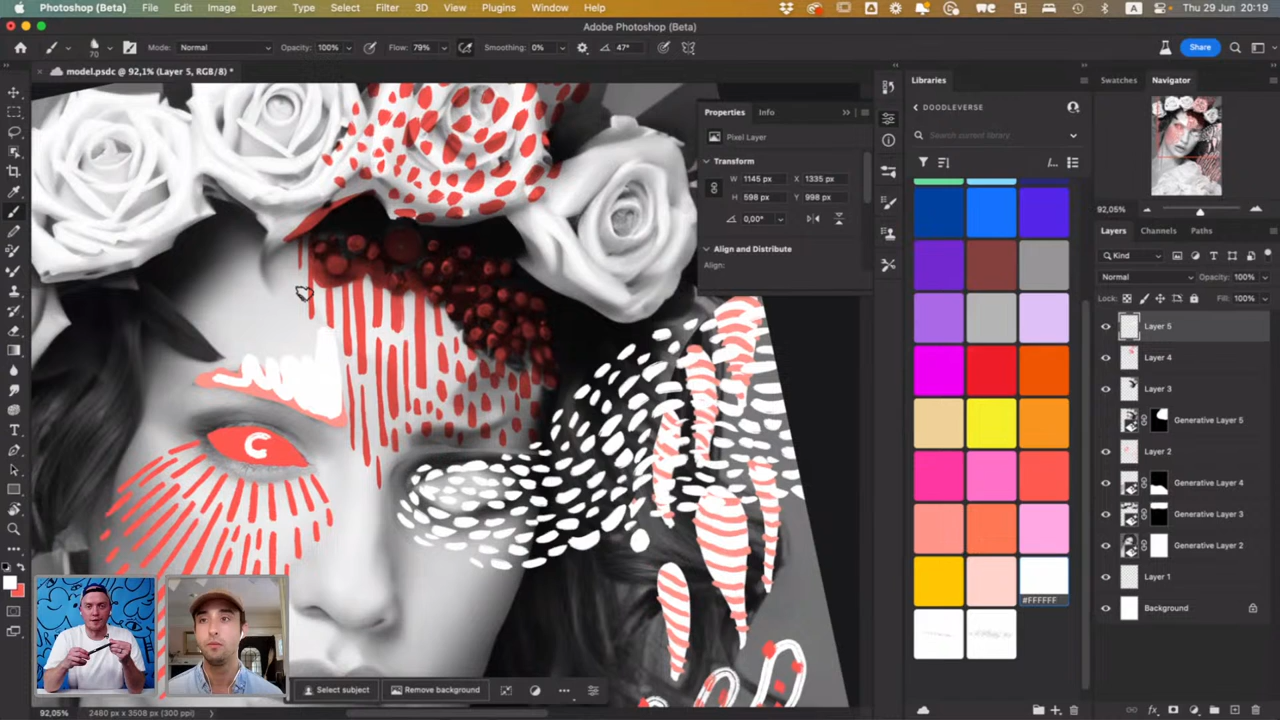 Photoshop (Beta) File Edit Image Layer Type Select Filter 3D View Plugins Window Help A Thu 29 Jun 20:19
Adobe Photoshop (Beta)
70 Mode: Normal Opacity: 100% Flow: 79% Smoothing: 0% 47° Share
model.psdc @ 92,1% (Layer 5, RGB/8) *
Properties Info
Pixel Layer
Transform
W 1145 px X 1335 px
H 598 px Y 998 px
0,00°
Align and Distribute
Align:
Libraries
DOODLEVERSE
Search current library
/...
#FFFFFF
Swatches Navigator
92,05%
Layers Channels Paths
Kind
Normal Opacity: 100%
Lock: Fill: 100%
Layer 5
Layer 4
Layer 3
Generative Layer 5
Layer 2
Generative Layer 4
Generative Layer 3
Generative Layer 2
Layer 1
Background
fx
Select subject Remove background
92,05% 2480 px x 3508 px (300 ppi)